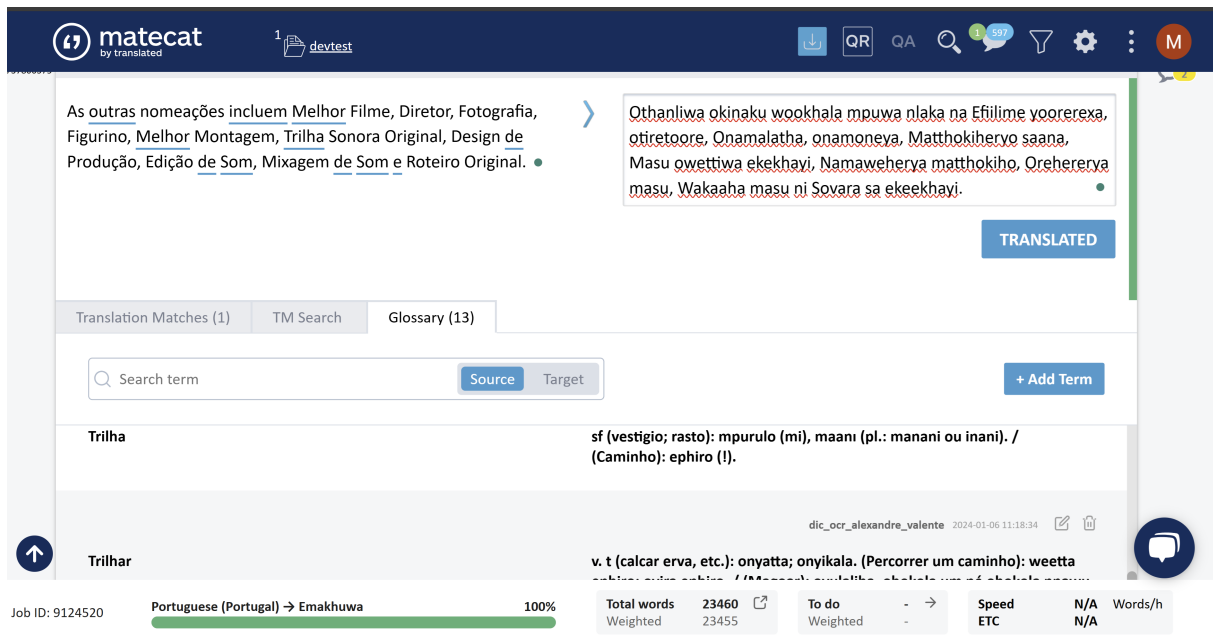 matecat
by translated
1
devtest
QR
QA
1
597
M
2
As outras nomeações incluem Melhor Filme, Diretor, Fotografia,
Figurino, Melhor Montagem, Trilha Sonora Original, Design de
Produção, Edição de Som, Mixagem de Som e Roteiro Original.
Othanliwa okinaku wookhala mpuwa nlaka na Efiilime yoorerexa,
otiretoore, Onamalatha, onamoneya, Matthokiheryo saana,
Masu owettiwa ekekhayi, Namaweherya matthokiho, Orehererya
masu, Wakaaha masu ni Sovara sa ekeekhayi.
TRANSLATED
Translation Matches (1)
TM Search
Glossary (13)
Search term
Source
Target
+ Add Term
Trilha
sf (vestigio; rasto): mpurulo (mi), maanı (pl.: manani ou inani). /
(Caminho): ephiro (!).
dic_ocr_alexandre_valente 2024-01-06 11:18:34
Trilhar
v. t (calcar erva, etc.): onyatta; onyikala. (Percorrer um caminho): weetta
Job ID: 9124520
Portuguese (Portugal) → Emakhuwa
100%
Total words 23460
Weighted 23455
To do -
Weighted -
Speed N/A Words/h
ETC N/A